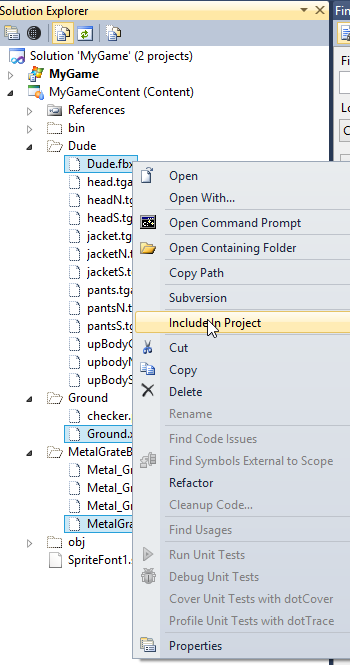 Solution Explorer
Fin
Solution 'MyGame' (2 projects)
Fi
MyGame
MyGameContent (Content)
Lo
References
C
bin
Dude
Dude.fbx
head.tga
headN.tg
headS.tg
jacket.tg
jacketN.t
jacketS.t
pants.tga
pantsN.t
pantsS.t
upBody
upBodyN
upBodyS
Ground
checker.
Ground.x
MetalGrateB
Metal_Gr
Metal_Gr
Metal_Gr
MetalGra
obj
SpriteFont1.
Open
Open With...
Open Command Prompt
Open Containing Folder
Copy Path
Subversion
Include In Project
Cut
Copy
Delete
Rename
Find Code Issues
Find Symbols External to Scope
Refactor
Cleanup Code...
Find Usages
Run Unit Tests
Debug Unit Tests
Cover Unit Tests with dotCover
Profile Unit Tests with dotTrace
Properties